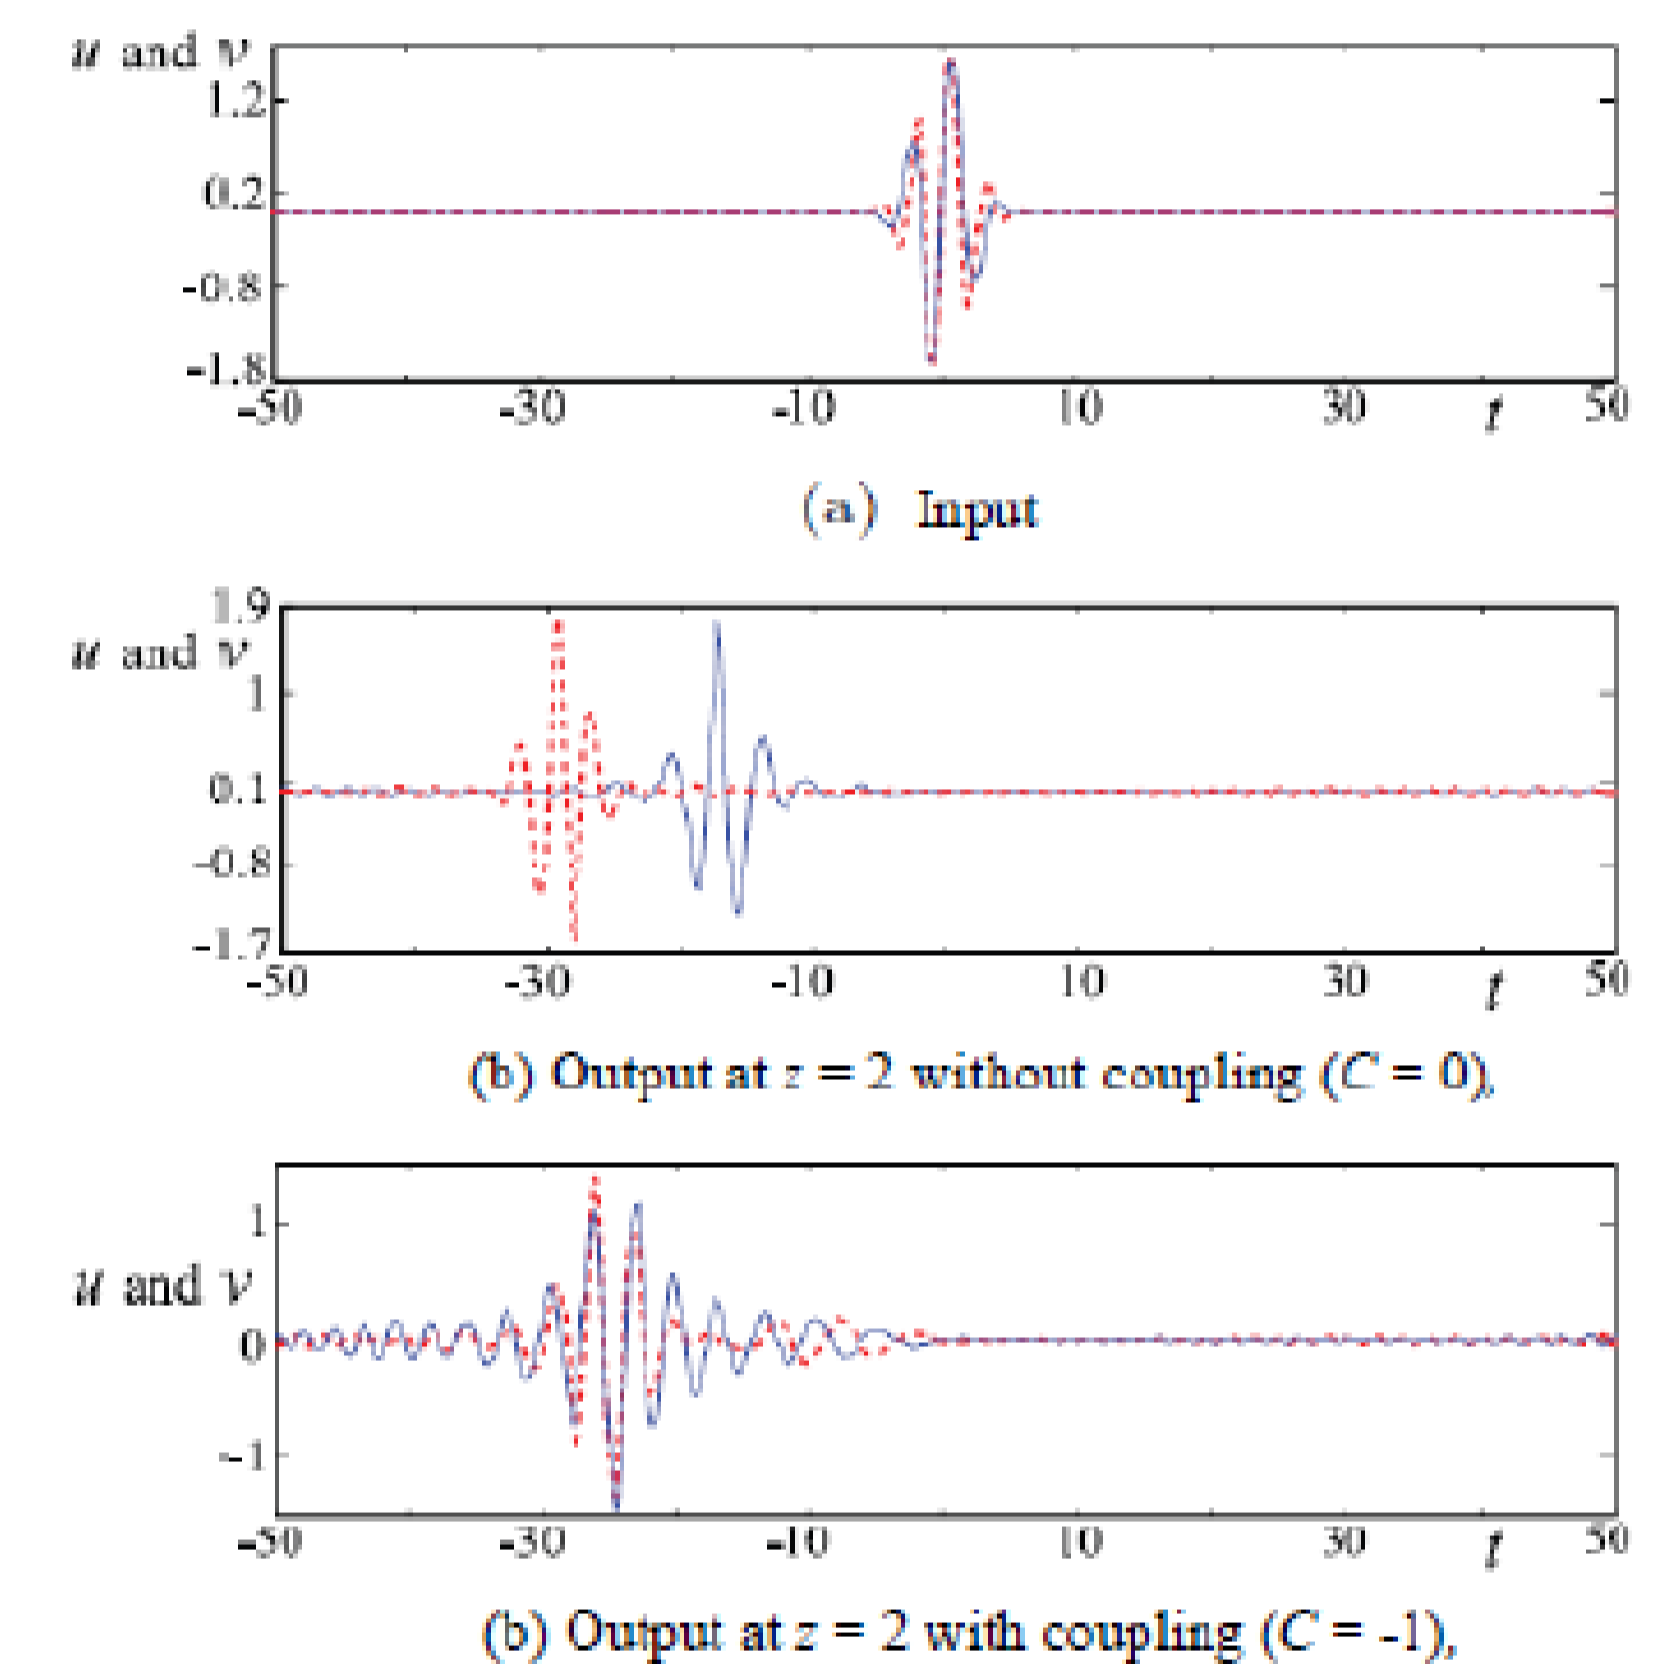 u and v
1.2
0.2
-0.8
-1.8
-50 -30 -10 10 30 t 50
(a) Input
1.9
u and v
1
0.1
-0.8
-1.7
-50 -30 -10 10 30 t 50
(b) Output at z = 2 without coupling (C = 0),
1
u and v
0
-1
-50 -30 -10 10 30 t 50
(b) Output at z = 2 with coupling (C = -1),